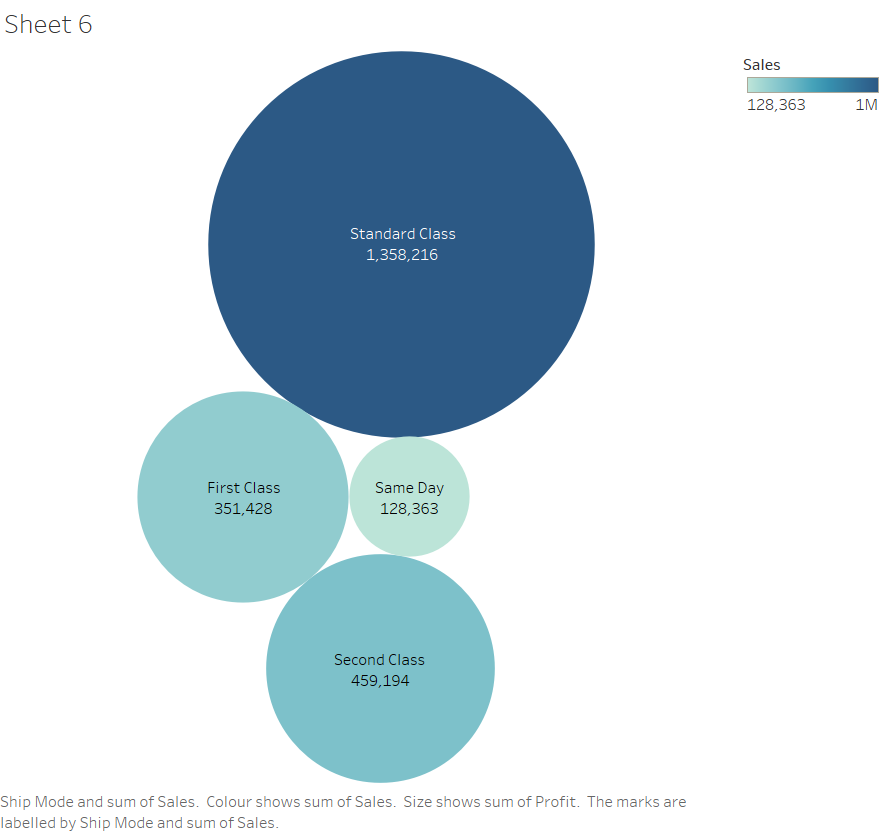 Sheet 6
Sales
128,363 1M
Standard Class
1,358,216
First Class
351,428
Same Day
128,363
Second Class
459,194
Ship Mode and sum of Sales.  Colour shows sum of Sales.  Size shows sum of Profit.  The marks are
labelled by Ship Mode and sum of Sales.